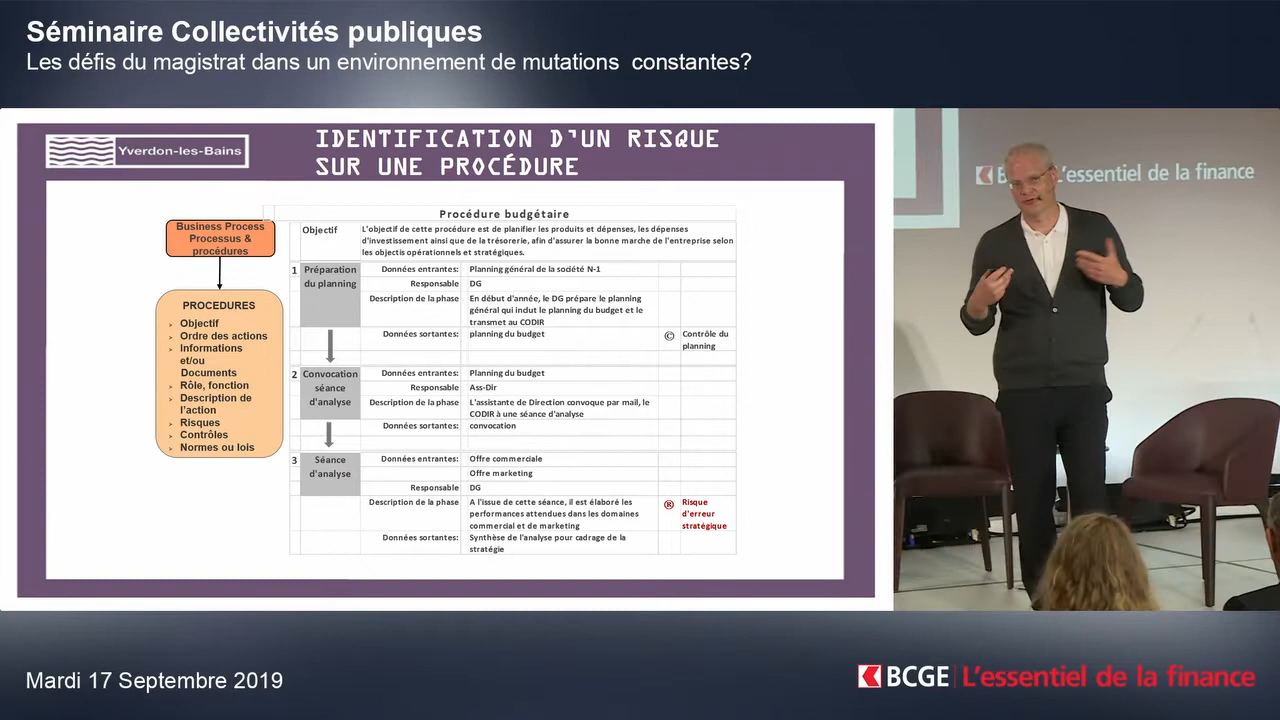 Séminaire Collectivités publiques
Les défis du magistrat dans un environnement de mutations constantes?
Yverdon-les-Bains
IDENTIFICATION D'UN RISQUE
SUR UNE PROCÉDURE
Business Process
Processus &
procédures
PROCEDURES
Objectif
Ordre des actions
Informations
et/ou
Documents
Rôle, fonction
Description de
l'action
Risques
Contrôles
Normes ou lois
Procédure budgétaire
Objectif
L'objectif de cette procédure est de planifier les produits et dépenses, les dépenses
d'investissement ainsi que de la trésorerie, afin d'assurer la bonne marche de l'entreprise selon
les objectifs opérationnels et stratégiques.
1 Préparation
du planning
Données entrantes: Planning général de la société N-1
Responsable DG
Description de la phase En début d'année, le DG prépare le planning
général qui inclut le planning du budget et le
transmet au CODIR
Données sortantes: planning du budget
© Contrôle du
planning
2 Convocation
séance
d'analyse
Données entrantes: Planning du budget
Responsable Ass-Dir
Description de la phase L'assistante de Direction convoque par mail, le
CODIR à une séance d'analyse
Données sortantes: convocation
3 Séance
d'analyse
Données entrantes: Offre commerciale
Offre marketing
Responsable DG
Description de la phase A l'issue de cette séance, il est élaboré les
performances attendues dans les domaines
commercial et de marketing
® Risque
d'erreur
stratégique
Données sortantes: Synthèse de l'analyse pour cadrage de la
stratégie
L'essentiel de la finance
Mardi 17 Septembre 2019
BCGE L'essentiel de la finance